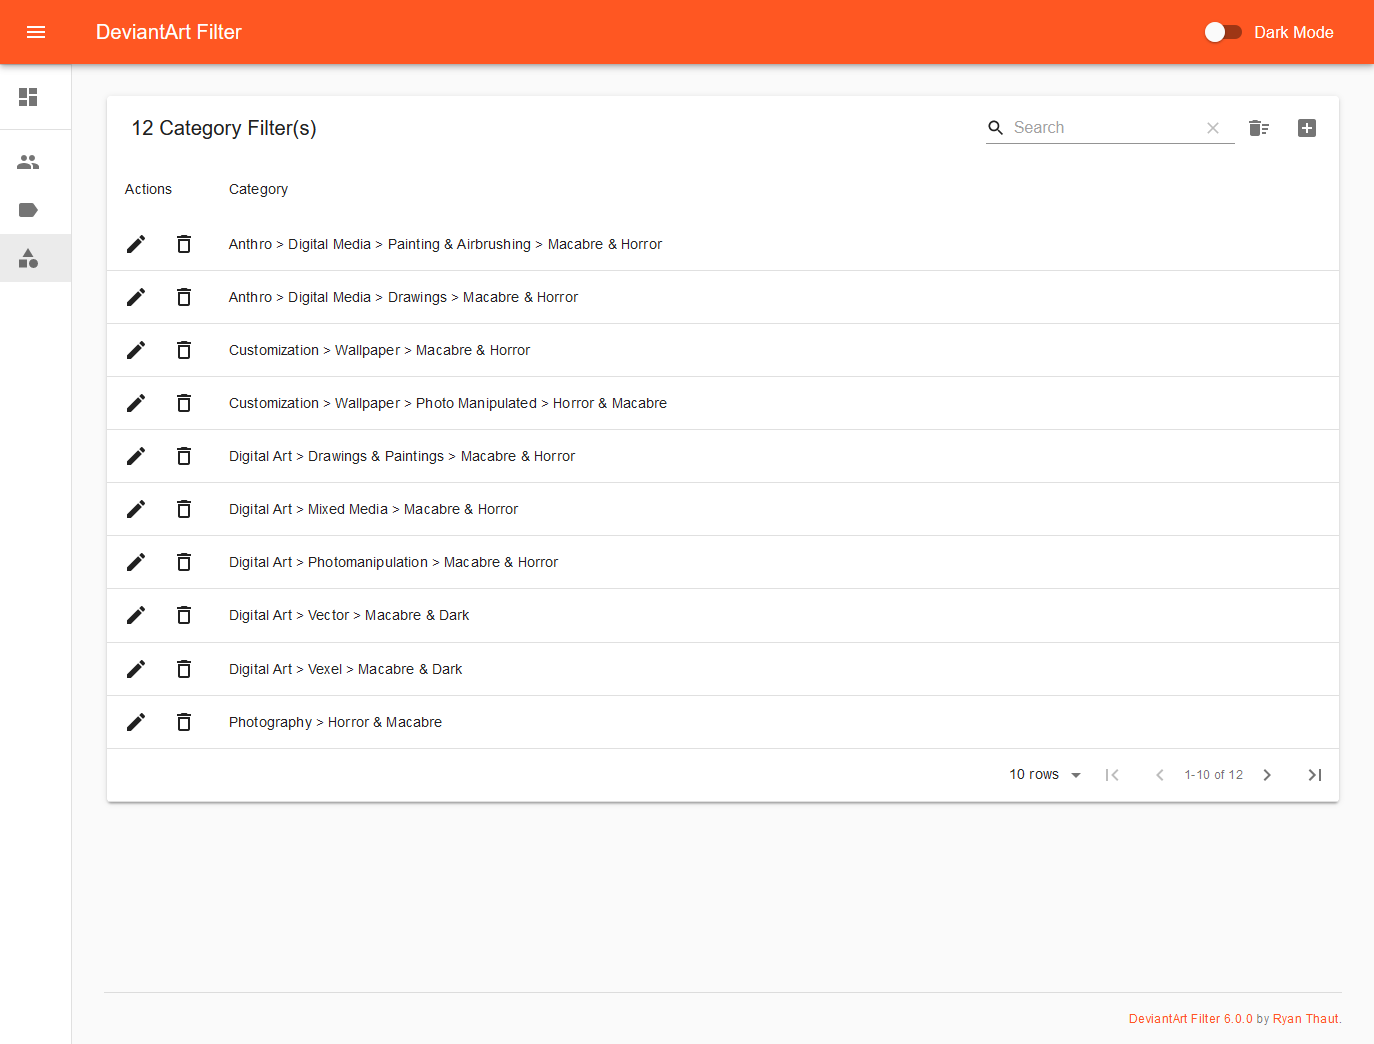 DeviantArt Filter
Dark Mode
12 Category Filter(s)
Search
Actions Category
Anthro > Digital Media > Painting & Airbrushing > Macabre & Horror
Anthro > Digital Media > Drawings > Macabre & Horror
Customization > Wallpaper > Macabre & Horror
Customization > Wallpaper > Photo Manipulated > Horror & Macabre
Digital Art > Drawings & Paintings > Macabre & Horror
Digital Art > Mixed Media > Macabre & Horror
Digital Art > Photomanipulation > Macabre & Horror
Digital Art > Vector > Macabre & Dark
Digital Art > Vexel > Macabre & Dark
Photography > Horror & Macabre
10 rows 1-10 of 12
DeviantArt Filter 6.0.0 by Ryan Thaut.